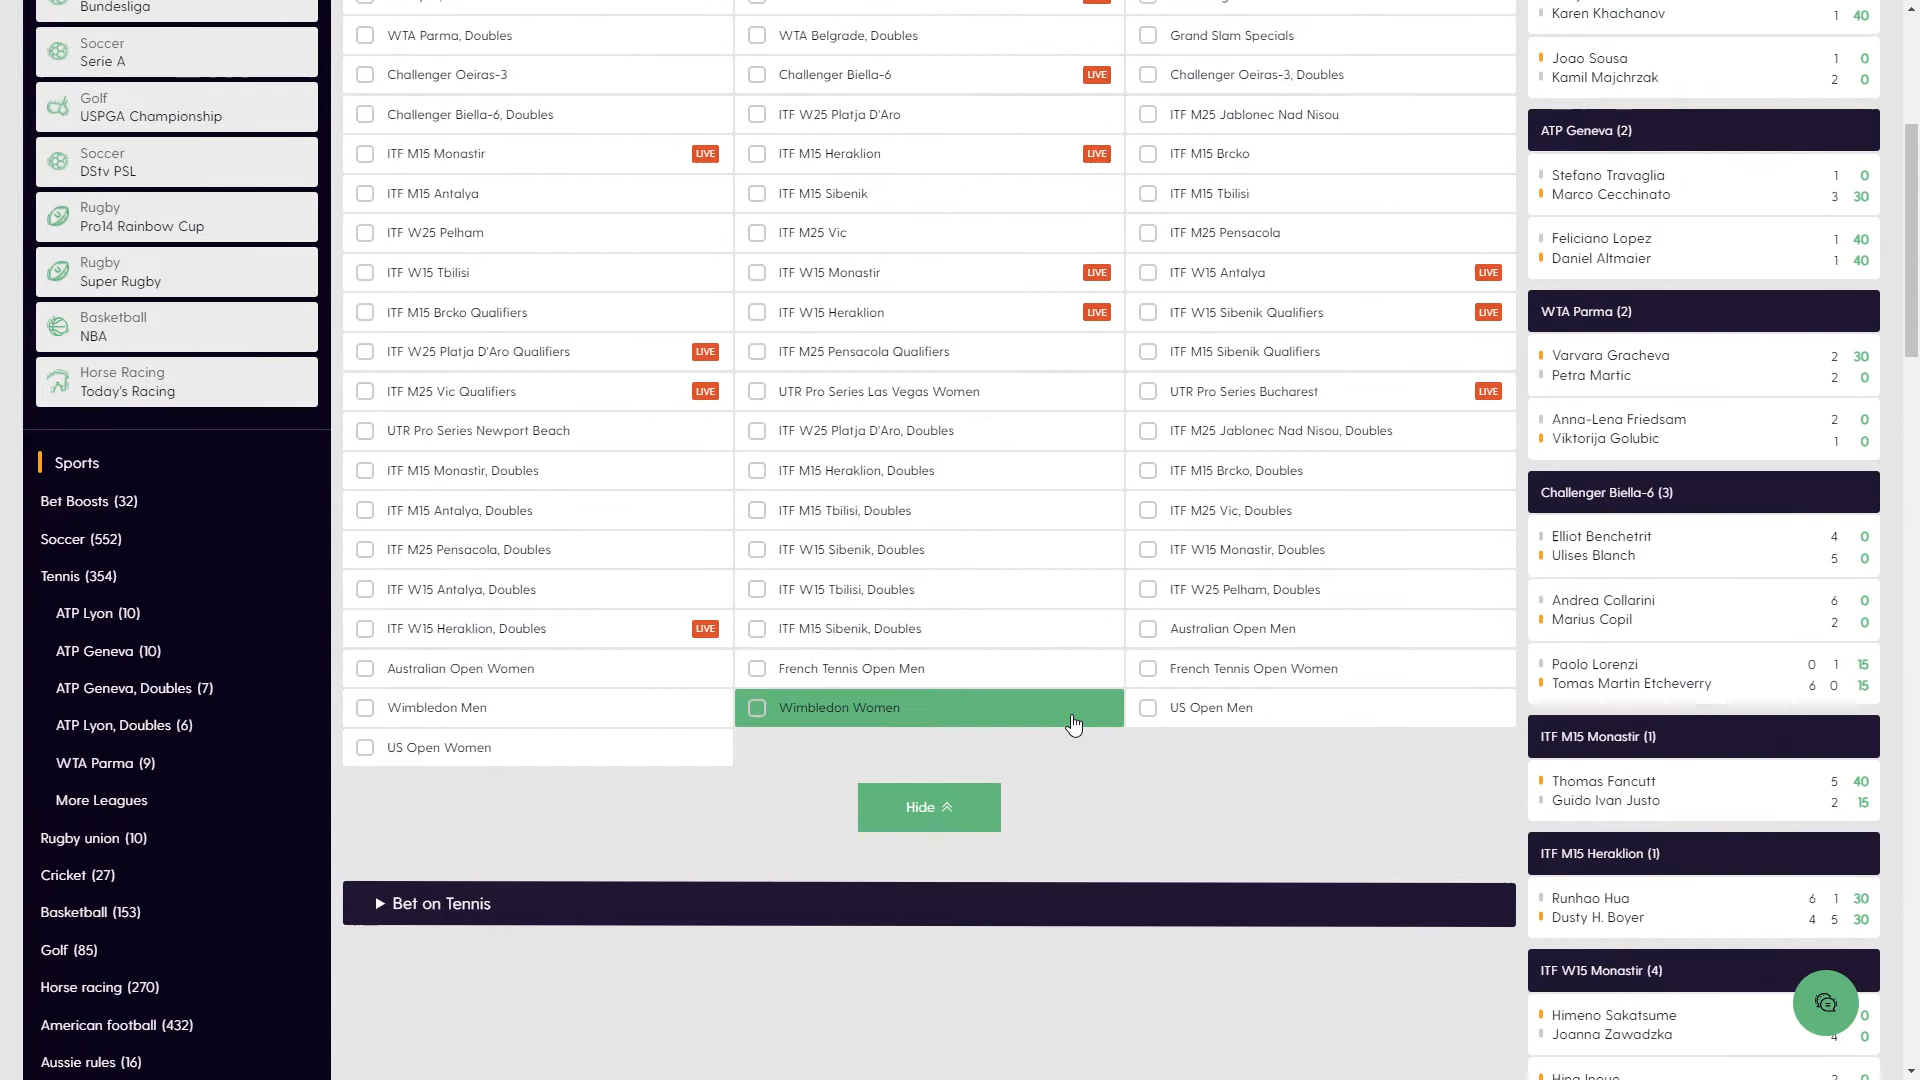 Bundesliga
Soccer
Serie A
Golf
USPGA Championship
Soccer
DStv PSL
Rugby
Pro14 Rainbow Cup
Rugby
Super Rugby
Basketball
NBA
Horse Racing
Today's Racing
Sports
Bet Boosts (32)
Soccer (552)
Tennis (354)
ATP Lyon (10)
ATP Geneva (10)
ATP Geneva, Doubles (7)
ATP Lyon, Doubles (6)
WTA Parma (9)
More Leagues
Rugby union (10)
Cricket (27)
Basketball (153)
Golf (85)
Horse racing (270)
American football (432)
Aussie rules (16)
WTA Parma, Doubles
WTA Belgrade, Doubles
Grand Slam Specials
Challenger Oeiras-3
Challenger Biella-6 LIVE
Challenger Oeiras-3, Doubles
Challenger Biella-6, Doubles
ITF W25 Platja D'Aro
ITF M25 Jablonec Nad Nisou
ITF M15 Monastir LIVE
ITF M15 Heraklion LIVE
ITF M15 Brcko
ITF M15 Antalya
ITF M15 Sibenik
ITF M15 Tbilisi
ITF W25 Pelham
ITF M25 Vic
ITF M25 Pensacola
ITF W15 Tbilisi
ITF W15 Monastir LIVE
ITF W15 Antalya LIVE
ITF M15 Brcko Qualifiers
ITF W15 Heraklion LIVE
ITF W15 Sibenik Qualifiers LIVE
ITF W25 Platja D'Aro Qualifiers LIVE
ITF M25 Pensacola Qualifiers
ITF M15 Sibenik Qualifiers
ITF M25 Vic Qualifiers LIVE
UTR Pro Series Las Vegas Women
UTR Pro Series Bucharest LIVE
UTR Pro Series Newport Beach
ITF W25 Platja D'Aro, Doubles
ITF M25 Jablonec Nad Nisou, Doubles
ITF M15 Monastir, Doubles
ITF M15 Heraklion, Doubles
ITF M15 Brcko, Doubles
ITF M15 Antalya, Doubles
ITF M15 Tbilisi, Doubles
ITF M25 Vic, Doubles
ITF M25 Pensacola, Doubles
ITF W15 Sibenik, Doubles
ITF W15 Monastir, Doubles
ITF W15 Antalya, Doubles
ITF W15 Tbilisi, Doubles
ITF W25 Pelham, Doubles
ITF W15 Heraklion, Doubles LIVE
ITF M15 Sibenik, Doubles
Australian Open Men
Australian Open Women
French Tennis Open Men
French Tennis Open Women
Wimbledon Men
Wimbledon Women
US Open Men
US Open Women
Hide
Bet on Tennis
Karen Khachanov 1 40
Joao Sousa 1 0
Kamil Majchrzak 2 0
ATP Geneva (2)
Stefano Travaglia 1 0
Marco Cecchinato 3 30
Feliciano Lopez 1 40
Daniel Altmaier 1 40
WTA Parma (2)
Varvara Gracheva 2 30
Petra Martic 2 0
Anna-Lena Friedsam 2 0
Viktorija Golubic 1 0
Challenger Biella-6 (3)
Elliot Benchetrit 4 0
Ulises Blanch 5 0
Andrea Collarini 6 0
Marius Copil 2 0
Paolo Lorenzi 0 1 15
Tomas Martin Etcheverry 6 0 15
ITF M15 Monastir (1)
Thomas Fancutt 5 40
Guido Ivan Justo 2 15
ITF M15 Heraklion (1)
Runhao Hua 6 1 30
Dusty H. Boyer 4 5 30
ITF W15 Monastir (4)
Himeno Sakatsume 0
Joanna Zawadzka 4 0